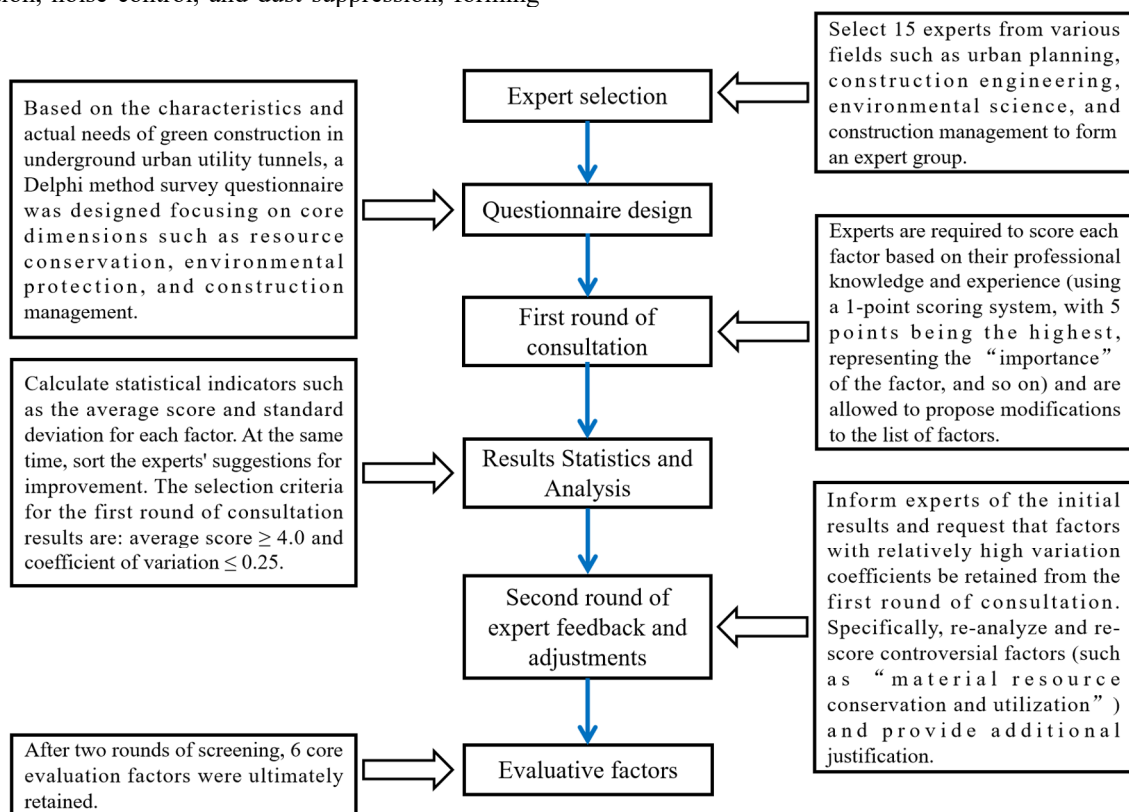 tion, noise control, and dust suppression, forming
Select 15 experts from various
fields such as urban planning,
construction engineering,
environmental science, and
construction management to form
an expert group.
Expert selection
Based on the characteristics and
actual needs of green construction in
underground urban utility tunnels, a
Delphi method survey questionnaire
was designed focusing on core
dimensions such as resource
conservation, environmental
protection, and construction
management.
Questionnaire design
Experts are required to score each
factor based on their professional
knowledge and experience (using
a 1-point scoring system, with 5
points being the highest,
representing the “importance”
of the factor, and so on) and are
allowed to propose modifications
to the list of factors.
First round of
consultation
Calculate statistical indicators such
as the average score and standard
deviation for each factor. At the same
time, sort the experts' suggestions for
improvement. The selection criteria
for the first round of consultation
results are: average score ≥ 4.0 and
coefficient of variation ≤ 0.25.
Results Statistics and
Analysis
Inform experts of the initial
results and request that factors
with relatively high variation
coefficients be retained from the
first round of consultation.
Specifically, re-analyze and re-
score controversial factors (such
as “material resource
conservation and utilization”)
and provide additional
justification.
Second round of
expert feedback and
adjustments
After two rounds of screening, 6 core
evaluation factors were ultimately
retained.
Evaluative factors